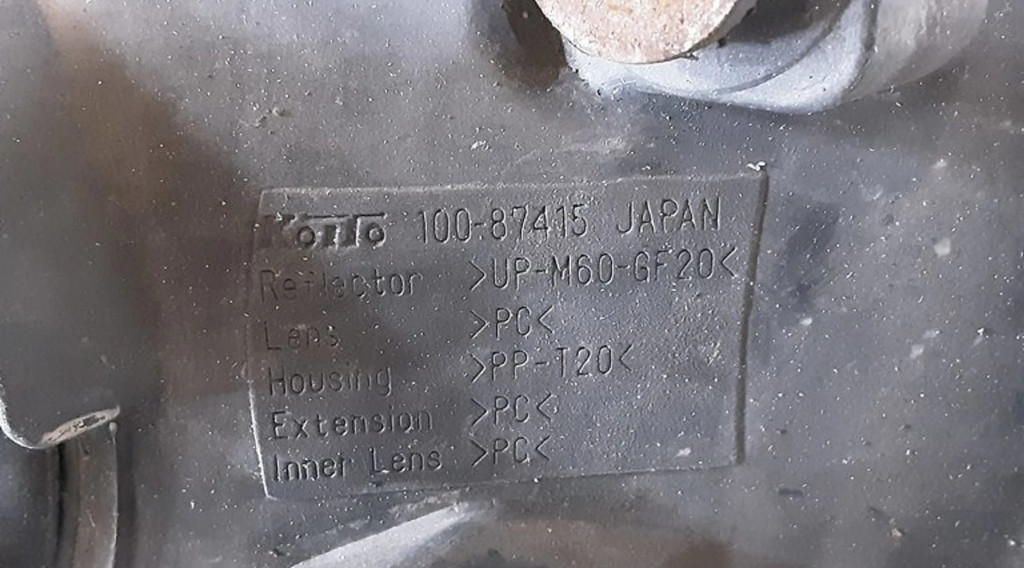 KOITO 100-87415 JAPAN
Reflector >UP-M60-GF20<
Lens >PC<
Housing >PP-T20<
Extension >PC<
Inner Lens >PC<